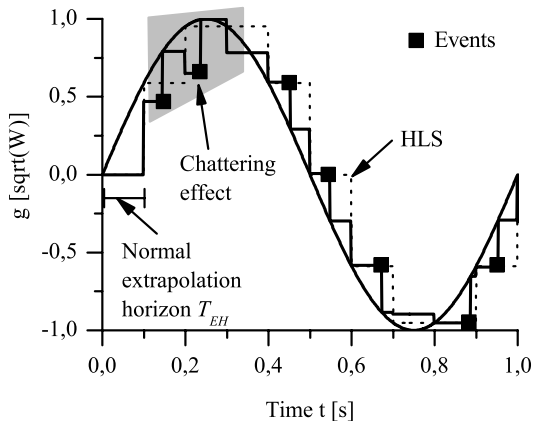 1,0
Events
0,5
g [sqrt(W)]
HLS
Chattering
effect
0,0
Normal
extrapolation
horizon T_EH
-0,5
-1,0
0,0 0,2 0,4 0,6 0,8 1,0
Time t [s]